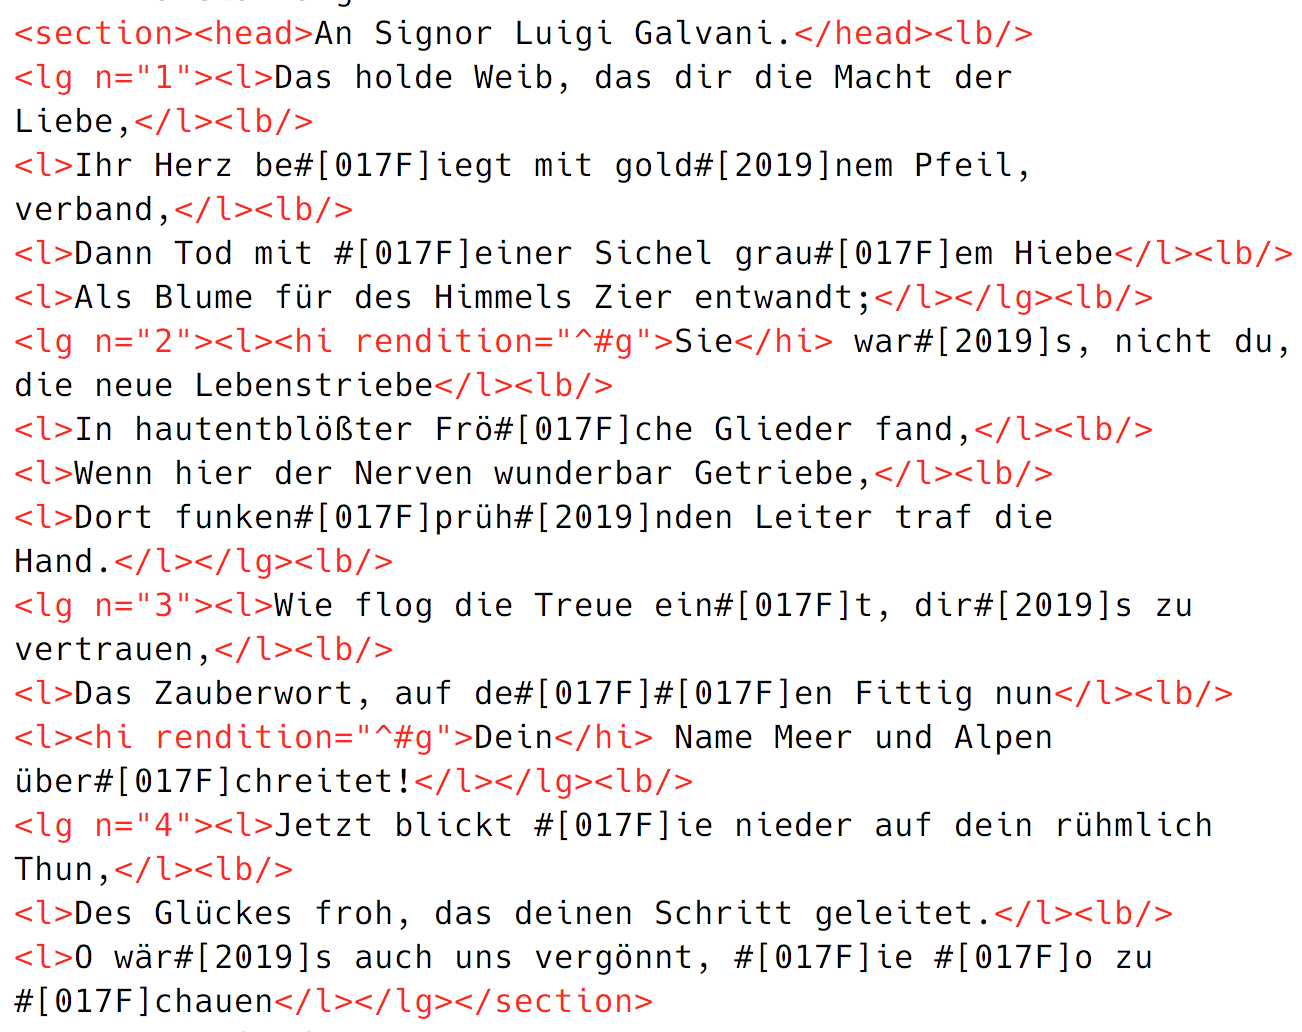 <section><head>An Signor Luigi Galvani.</head><lb/>
<lg n="1"><l>Das holde Weib, das dir die Macht der
Liebe,</l><lb/>
<l>Ihr Herz be#[017F]iegt mit gold#[2019]nem Pfeil,
verband,</l><lb/>
<l>Dann Tod mit #[017F]einer Sichel grau#[017F]em Hiebe</l><lb/>
<l>Als Blume für des Himmels Zier entwandt;</l></lg><lb/>
<lg n="2"><l><hi rendition="^#g">Sie</hi> war#[2019]s, nicht du,
die neue Lebenstriebe</l><lb/>
<l>In hautentblößter Frö#[017F]che Glieder fand,</l><lb/>
<l>Wenn hier der Nerven wunderbar Getriebe,</l><lb/>
<l>Dort funken#[017F]prüh#[2019]nden Leiter traf die
Hand.</l></lg><lb/>
<lg n="3"><l>Wie flog die Treue ein#[017F]t, dir#[2019]s zu
vertrauen,</l><lb/>
<l>Das Zauberwort, auf de#[017F]#[017F]en Fittig nun</l><lb/>
<l><hi rendition="^#g">Dein</hi> Name Meer und Alpen
über#[017F]chreitet!</l></lg><lb/>
<lg n="4"><l>Jetzt blickt #[017F]ie nieder auf dein rühmlich
Thun,</l><lb/>
<l>Des Glückes froh, das deinen Schritt geleitet.</l><lb/>
<l>O wär#[2019]s auch uns vergönnt, #[017F]ie #[017F]o zu
#[017F]chauen</l></lg></section>